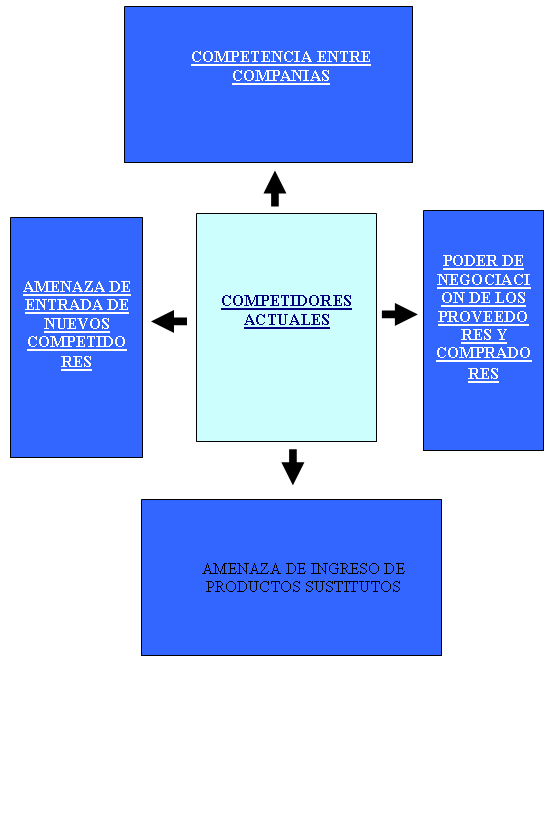 COMPETENCIA ENTRE
COMPANIAS
AMENAZA DE
ENTRADA DE
NUEVOS
COMPETIDO
RES
COMPETIDORES
ACTUALES
PODER DE
NEGOCIACI
ON DE LOS
PROVEEDO
RES Y
COMPRADO
RES
AMENAZA DE INGRESO DE
PRODUCTOS SUSTITUTOS